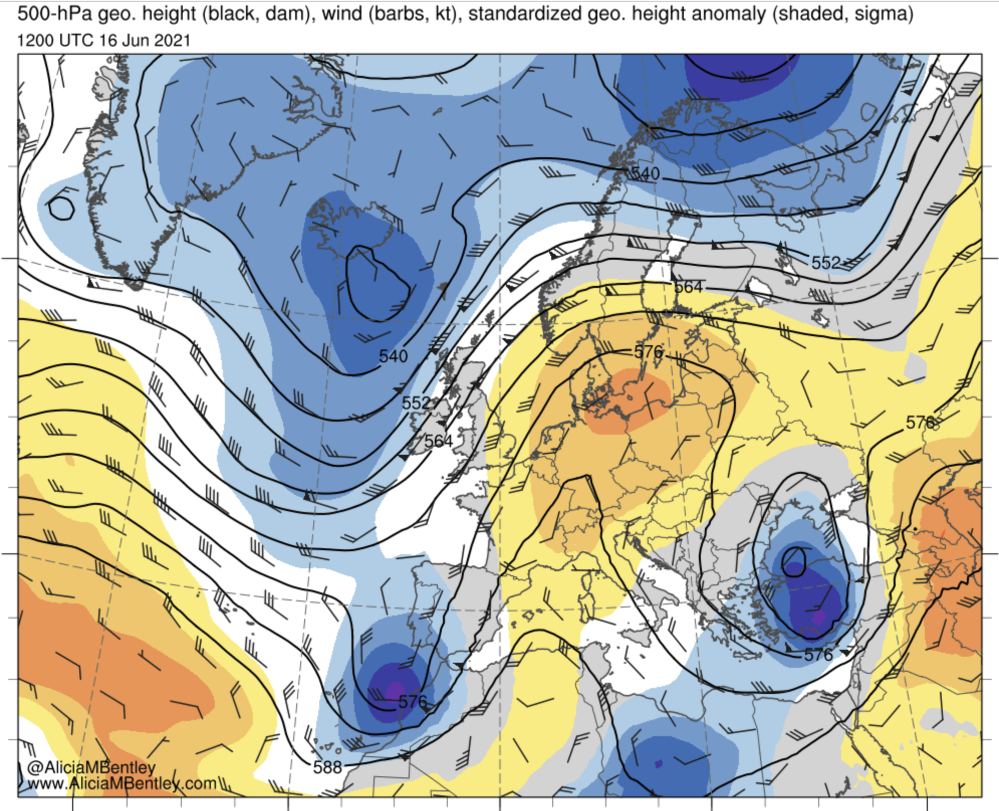 500-hPa geo. height (black, dam), wind (barbs, kt), standardized geo. height anomaly (shaded, sigma)
1200 UTC 16 Jun 2021
540
552
564
576
540
552
576
564
576
576
588
@AliciaMBentley
www.AliciaMBentley.com